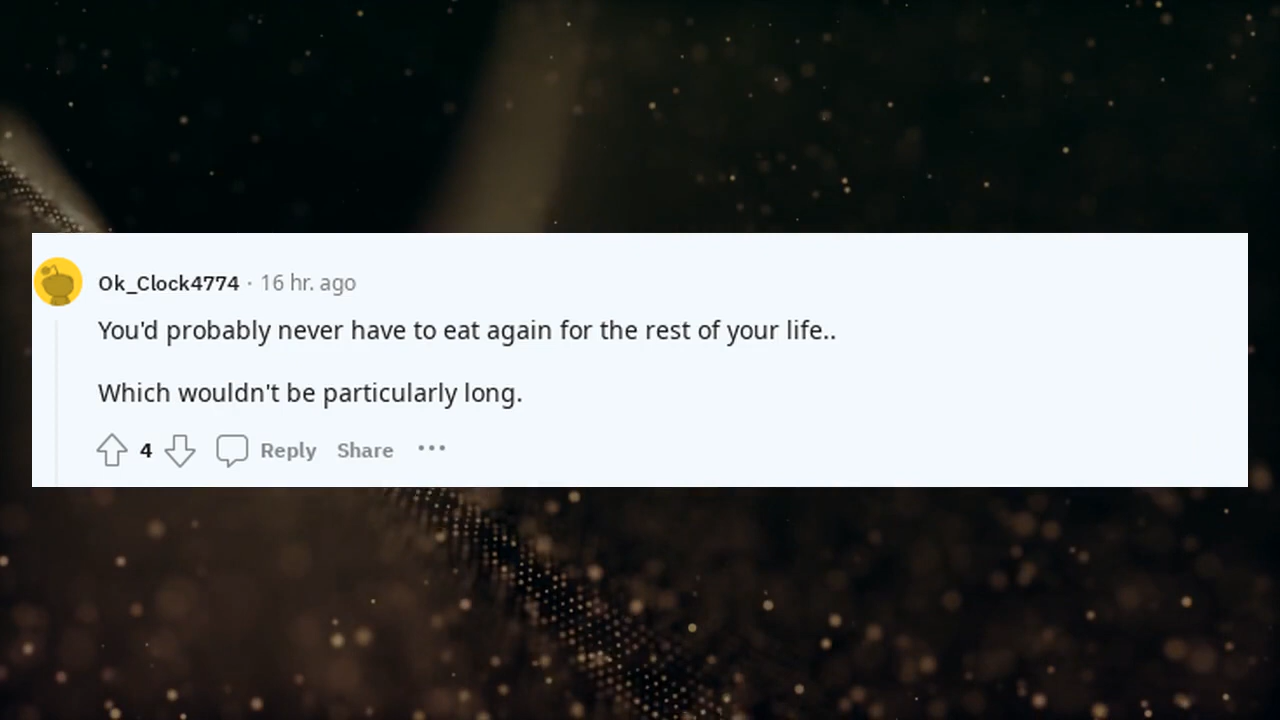 Ok_Clock4774 · 16 hr. ago
You'd probably never have to eat again for the rest of your life..
Which wouldn't be particularly long.
4 Reply Share ···